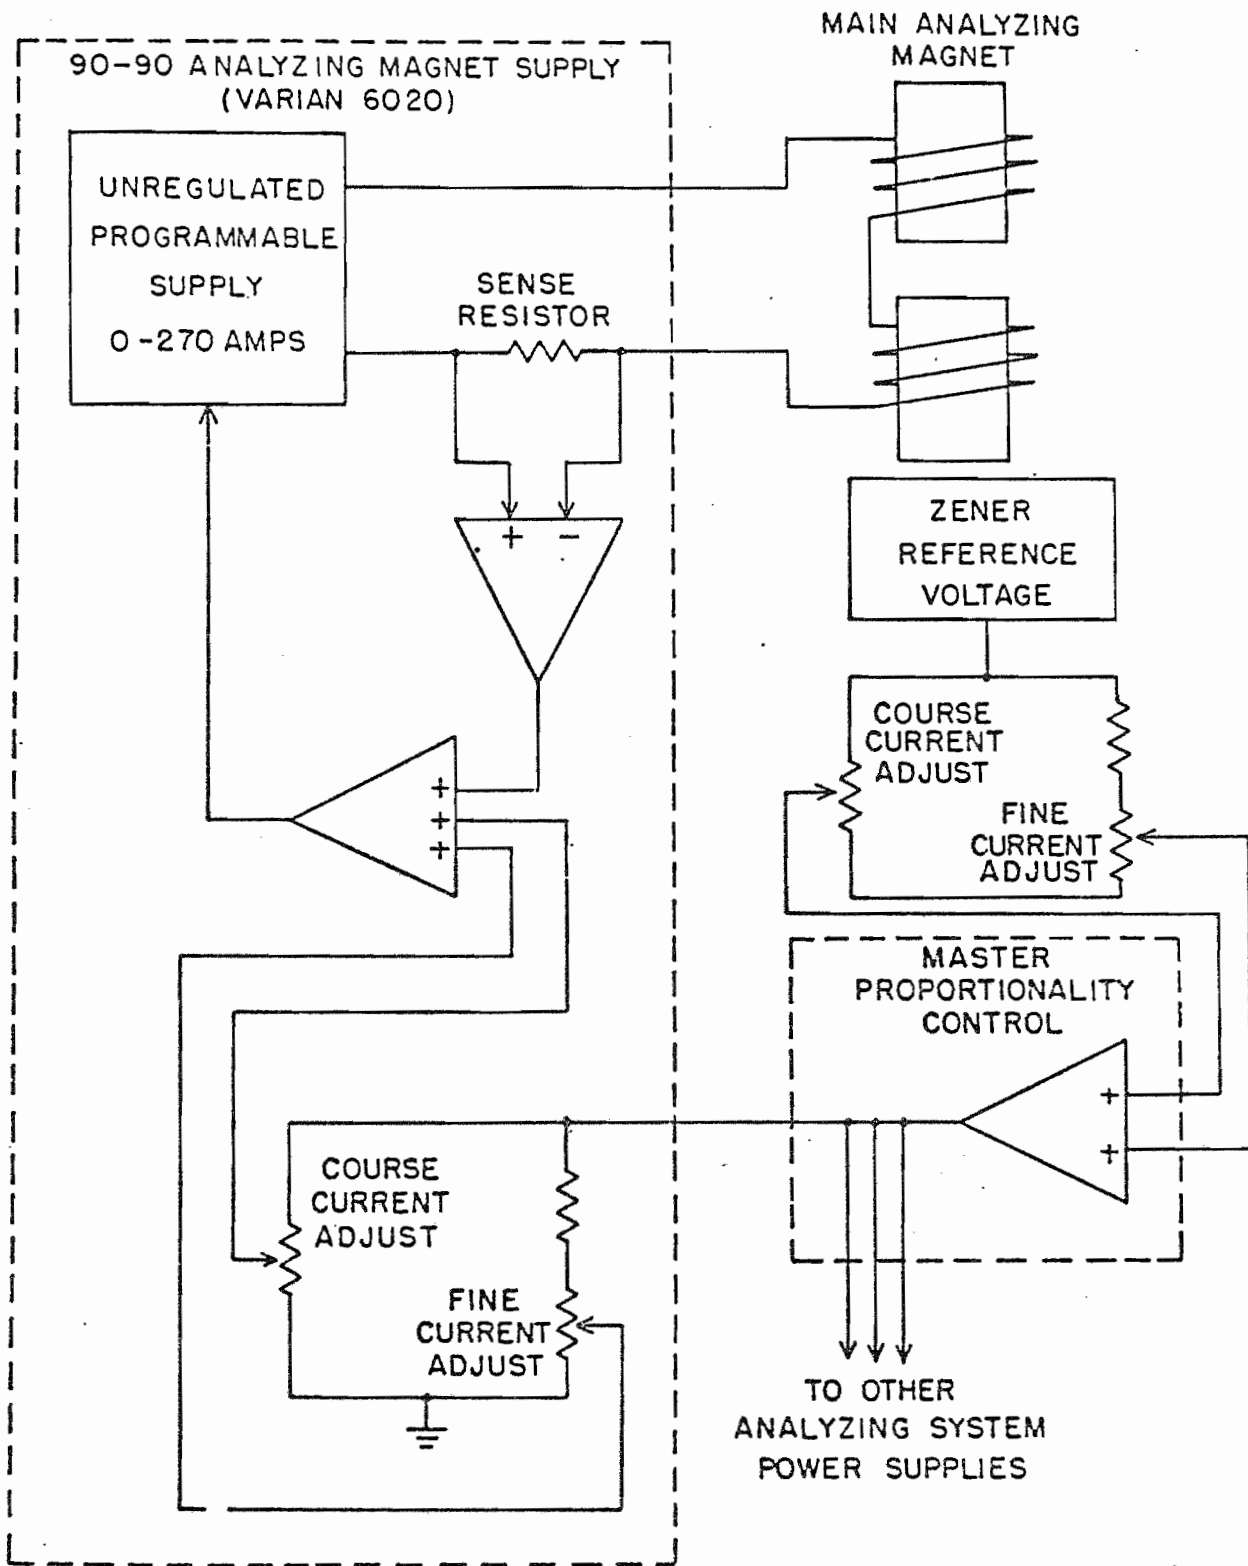 MAIN ANALYZING
MAGNET
90-90 ANALYZING MAGNET SUPPLY
(VARIAN 6020)
UNREGULATED
PROGRAMMABLE
SUPPLY
0-270 AMPS
SENSE
RESISTOR
+ -
ZENER
REFERENCE
VOLTAGE
COURSE
CURRENT
ADJUST
FINE
CURRENT
ADJUST
+
+
+
MASTER
PROPORTIONALITY
CONTROL
+
+
COURSE
CURRENT
ADJUST
FINE
CURRENT
ADJUST
TO OTHER
ANALYZING SYSTEM
POWER SUPPLIES